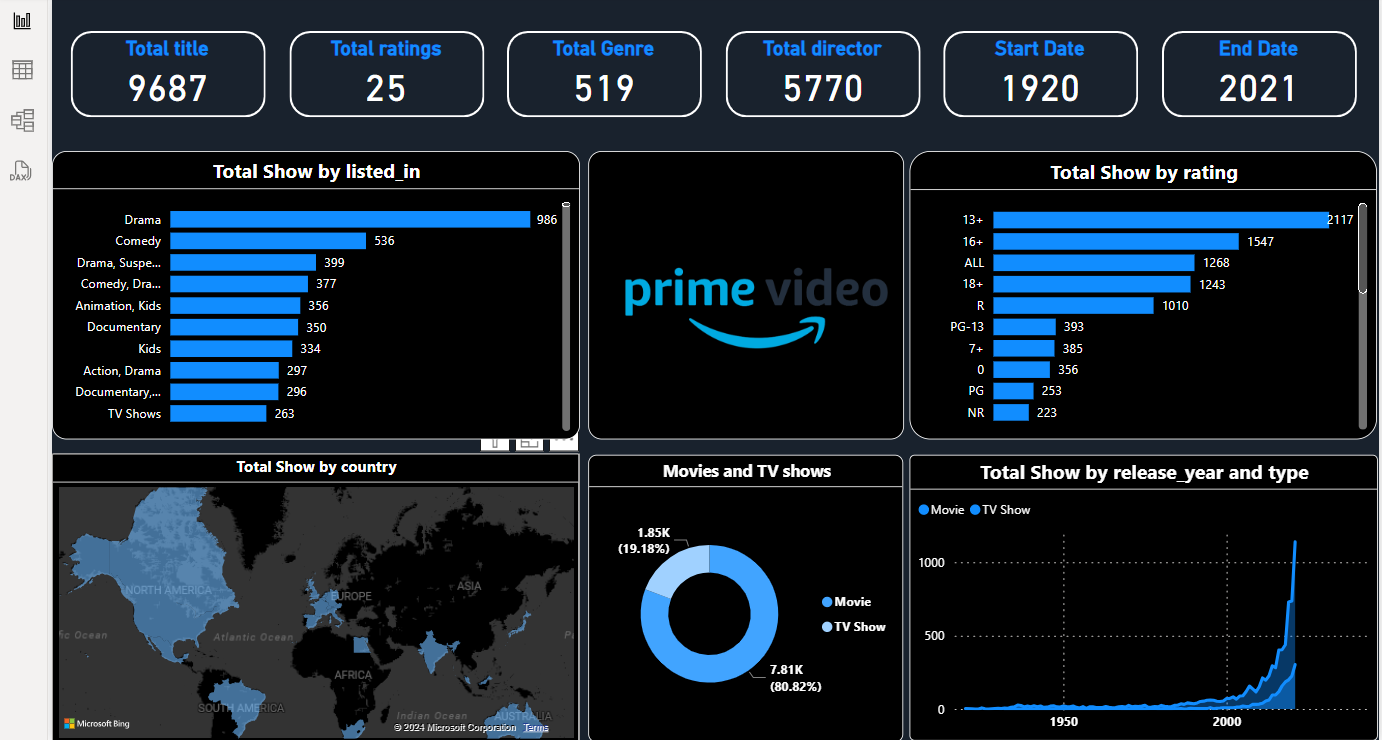 Total title
9687
Total ratings
25
Total Genre
519
Total director
5770
Start Date
1920
End Date
2021
DAX
Total Show by listed_in
Drama 986
Comedy 536
Drama, Suspe... 399
Comedy, Dra... 377
Animation, Kids 356
Documentary 350
Kids 334
Action, Drama 297
Documentary,... 296
TV Shows 263
prime video
Total Show by rating
13+ 2117
16+ 1547
ALL 1268
18+ 1243
R 1010
PG-13 393
7+ 385
0 356
PG 253
NR 223
Total Show by country
NORTH AMERICA
EUROPE
ASIA
fic Ocean
Atlantic Ocean
P
AFRICA
SOUTH AMERICA
Indian Ocean
AUSTRALIA
Microsoft Bing
© 2024 Microsoft Corporation Terms
Movies and TV shows
1.85K
(19.18%)
Movie
TV Show
7.81K
(80.82%)
Total Show by release_year and type
Movie TV Show
1000
500
0
1950 2000